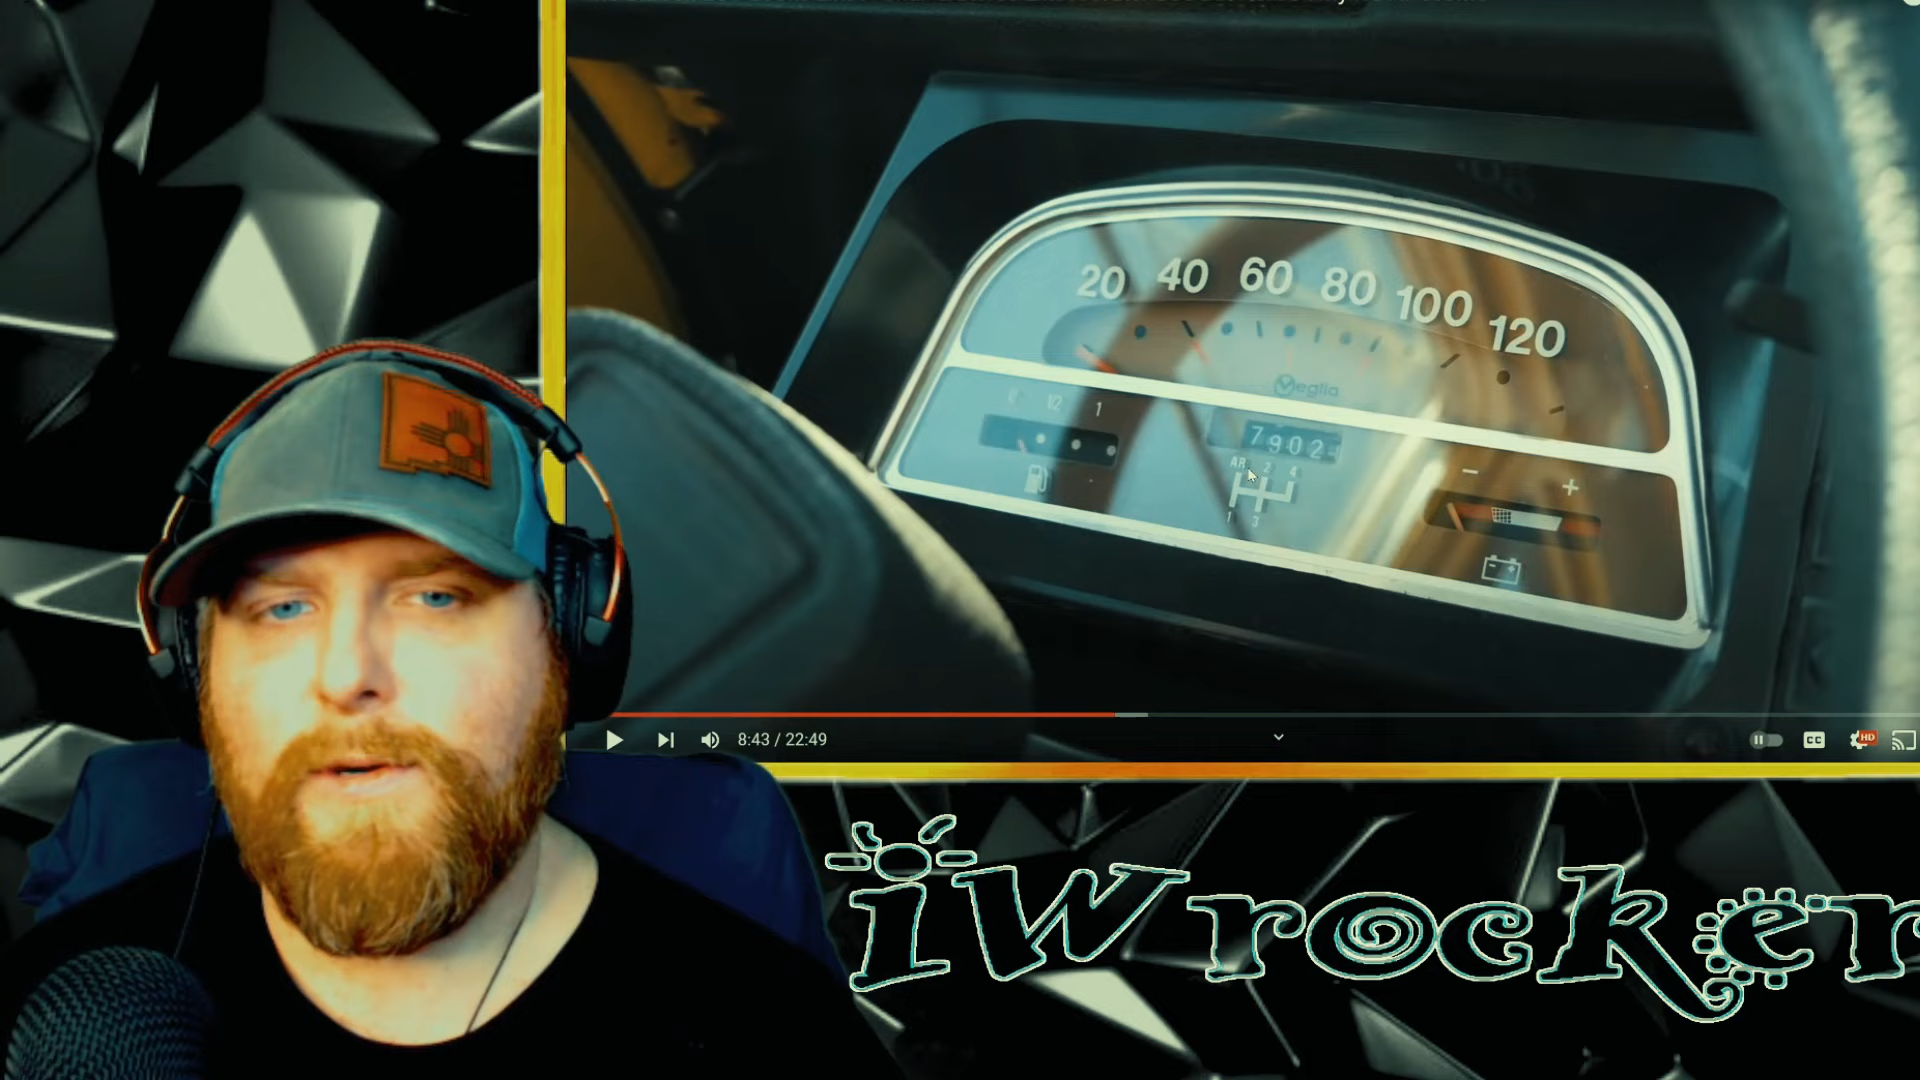 20 40 60 80 100 120
Veglia
1/2 1
7902
AR 2 4
1 3
- +
- +
8:43 / 22:49
CC
HD
iWrocker